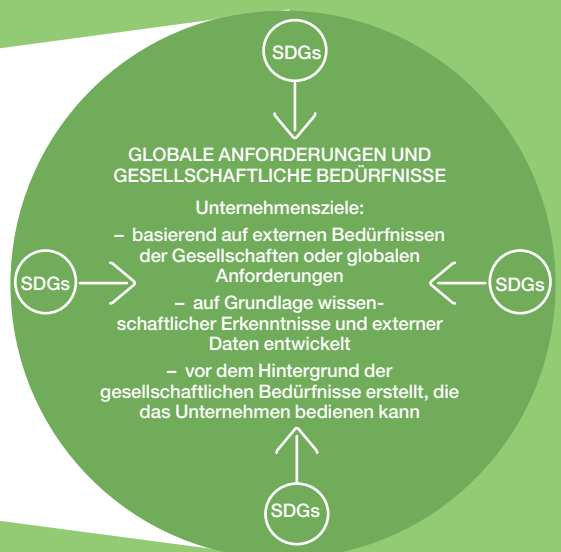 SDGs
GLOBALE ANFORDERUNGEN UND
GESELLSCHAFTLICHE BEDÜRFNISSE
Unternehmensziele:
– basierend auf externen Bedürfnissen
der Gesellschaften oder globalen
Anforderungen
SDGs
SDGs
– auf Grundlage wissen-
schaftlicher Erkenntnisse und externer
Daten entwickelt
– vor dem Hintergrund der
gesellschaftlichen Bedürfnisse erstellt, die
das Unternehmen bedienen kann
SDGs